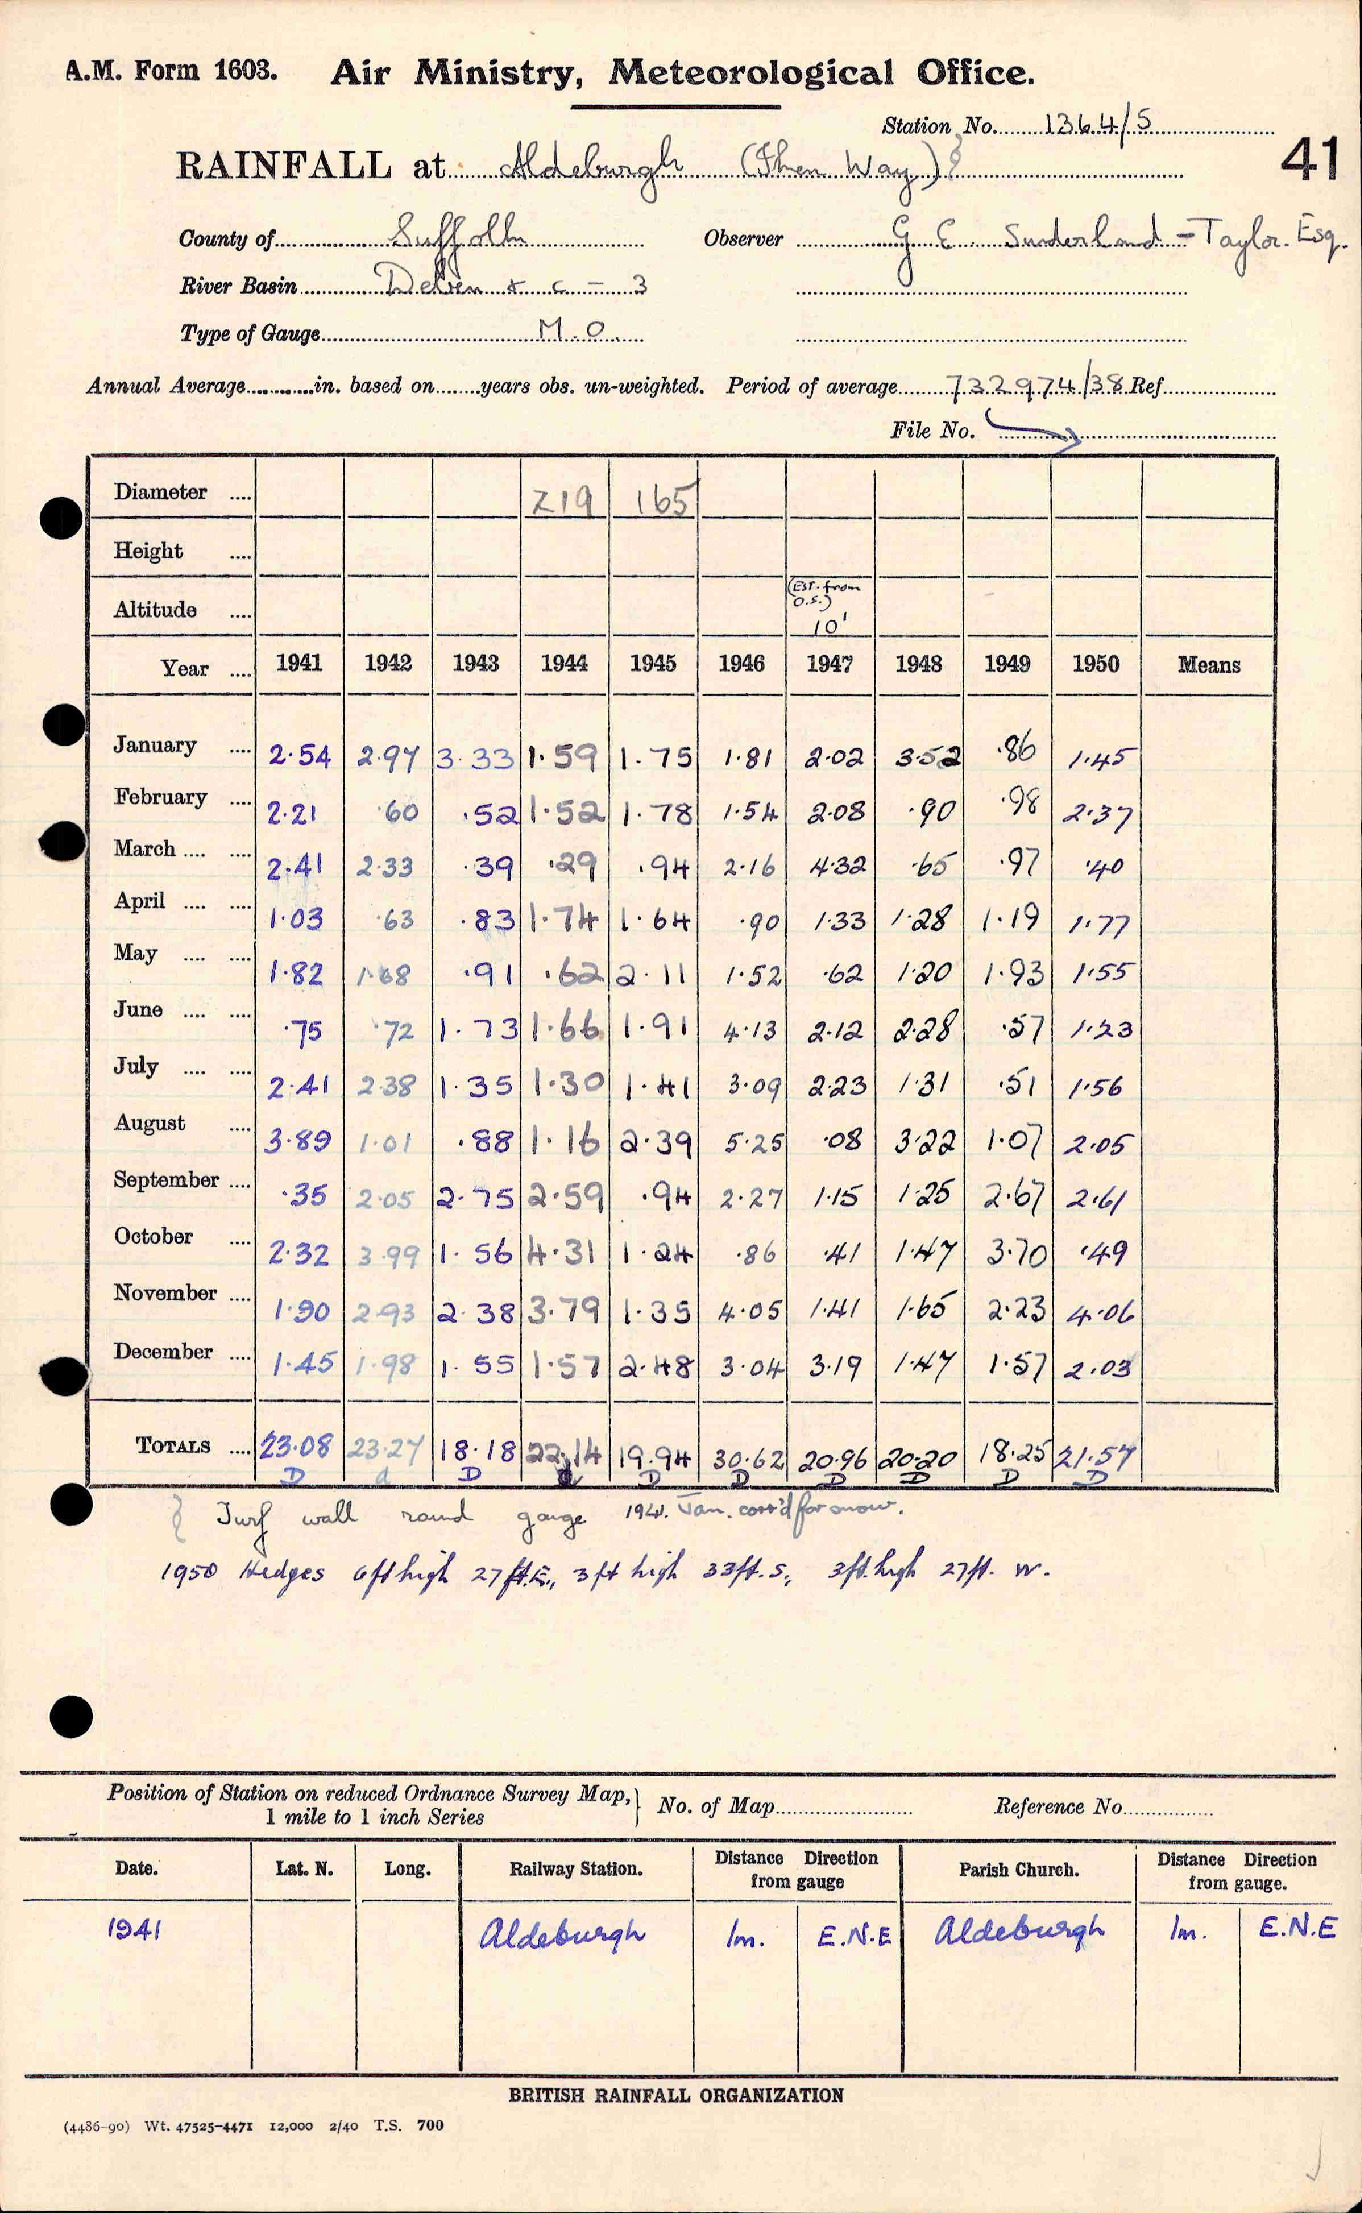 A.M. Form 1603. Air Ministry, Meteorological Office.
Station No. 1364/5
41
RAINFALL at Aldeburgh (Then Way) }
County of Suffolk Observer G E. Sunderland-Taylor. Esq.
River Basin Deben & c - 3
Type of Gauge M.O.
Annual Average in. based on years obs. un-weighted. Period of average 732974/38 Ref.
File No.
Diameter .... 219 165
Height ....
Altitude .... (Est. from O.S.) 10'
Year .... 1941 1942 1943 1944 1945 1946 1947 1948 1949 1950 Means
January .... 2.54 2.97 3.33 1.59 1.75 1.81 2.02 3.52 .86 1.45
February .... 2.21 .60 .52 1.52 1.78 1.54 2.08 .90 .98 2.37
March .... .... 2.41 2.33 .39 .29 .94 2.16 4.32 .65 .97 .40
April .... .... 1.03 .63 .83 1.74 1.64 .90 1.33 1.28 1.19 1.77
May .... .... 1.82 1.68 .91 .62 2.11 1.52 .62 1.20 1.93 1.55
June .... .... .75 .72 1.73 1.66 1.91 4.13 2.12 2.28 .57 1.23
July .... .... 2.41 2.38 1.35 1.30 1.41 3.09 2.23 1.31 .51 1.56
August .... 3.89 1.01 .88 1.16 2.39 5.25 .08 3.22 1.07 2.05
September .... .35 2.05 2.75 2.59 .94 2.27 1.15 1.25 2.67 2.61
October .... 2.32 3.99 1.56 4.31 1.24 .86 .41 1.47 3.70 .49
November .... 1.90 2.93 2.38 3.79 1.35 4.05 1.41 1.65 2.23 4.06
December .... 1.45 1.98 1.55 1.57 2.48 3.04 3.19 1.47 1.57 2.03
TOTALS .... 23.08 23.27 18.18 22.14 19.94 30.62 20.96 20.20 18.25 21.57
D a D D D D D D D
} Turf wall round gauge 1941. Jan. corr'd for snow.
1950 Hedges 6ft high 27ft.E., 3ft high 33ft.S., 3ft.high 27ft. W.
Position of Station on reduced Ordnance Survey Map, }
1 mile to 1 inch Series
No. of Map Reference No.
Date. Lat. N. Long. Railway Station. Distance Direction from gauge Parish Church. Distance Direction from gauge.
1941 Aldeburgh 1m. E.N.E Aldeburgh 1m. E.N.E
BRITISH RAINFALL ORGANIZATION
(4486-90) Wt. 47525-4471 12,000 2/40 T.S. 700